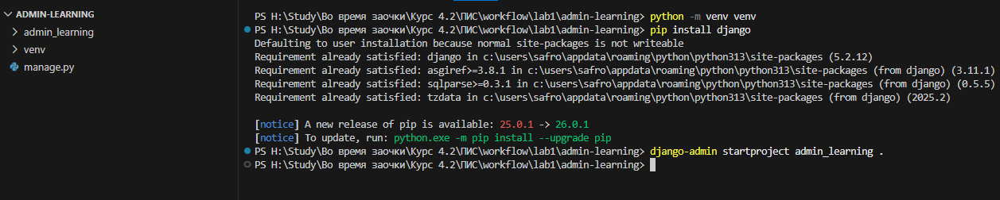 ADMIN-LEARNING
admin_learning
venv
manage.py
PS H:\Study\Во время заочки\Курс 4.2\ПИС\workflow\lab1\admin-learning> python -m venv venv
PS H:\Study\Во время заочки\Курс 4.2\ПИС\workflow\lab1\admin-learning> pip install django
Defaulting to user installation because normal site-packages is not writeable
Requirement already satisfied: django in c:\users\safro\appdata\roaming\python\python313\site-packages (5.2.12)
Requirement already satisfied: asgiref>=3.8.1 in c:\users\safro\appdata\roaming\python\python313\site-packages (from django) (3.11.1)
Requirement already satisfied: sqlparse>=0.3.1 in c:\users\safro\appdata\roaming\python\python313\site-packages (from django) (0.5.5)
Requirement already satisfied: tzdata in c:\users\safro\appdata\roaming\python\python313\site-packages (from django) (2025.2)
[notice] A new release of pip is available: 25.0.1 -> 26.0.1
[notice] To update, run: python.exe -m pip install --upgrade pip
PS H:\Study\Во время заочки\Курс 4.2\ПИС\workflow\lab1\admin-learning> django-admin startproject admin_learning .
PS H:\Study\Во время заочки\Курс 4.2\ПИС\workflow\lab1\admin-learning>